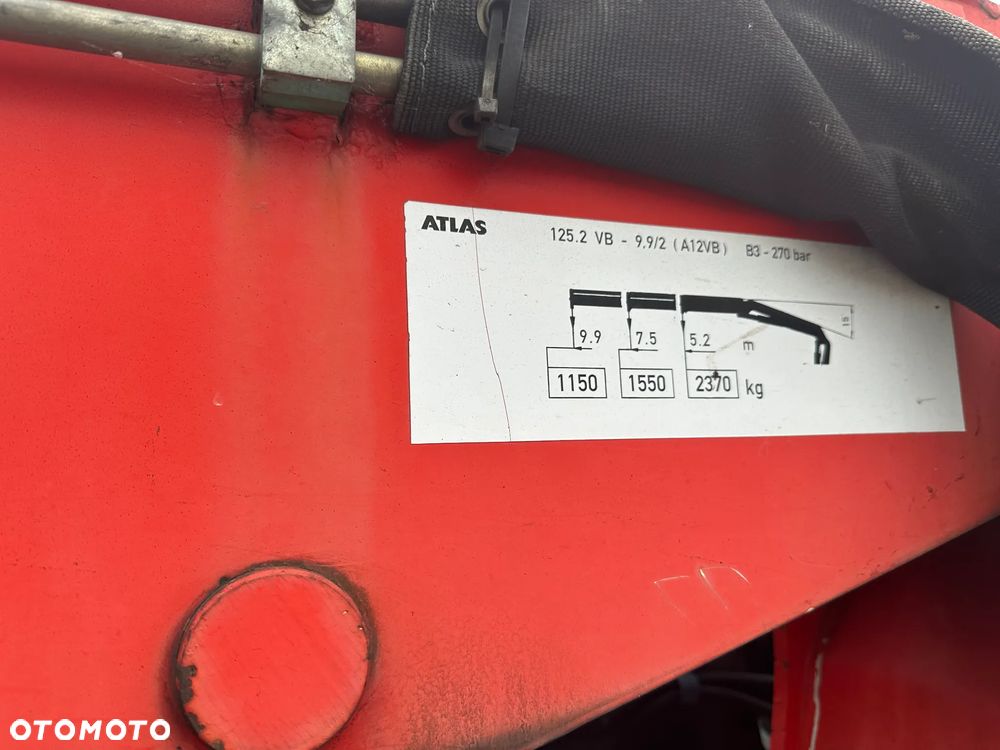 ATLAS 125.2 VB - 9.9/2 (A12VB) B3 - 270 bar
15
9.9 7.5 5.2 m
1150 1550 2370 kg
OTOMOTO